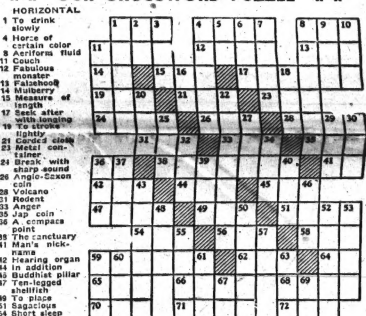 HORIZONTAL
1 To drink
slowly
4 Horse of
certain color
8 Aeriform fluid
11 Couch
12 Fabulous
monster
13 Falsehood
14 Mulberry
15 Measure of
length
17 Seek after
with longing
19 To stroke
lightly
21 Corded cloth
23 Metal con-
tainer
24 Break with
sharp sound
26 Anglo-Saxon
coin
28 Volcano
31 Rodent
33 Anger
35 Jap coin
36 A compass
point
38 The sanctuary
41 Man's nick-
name
42 Hearing organ
44 In addition
45 Buddhist pillar
47 Ten-legged
shellfish
49 To place
51 Sagacious
54 Short sleep
1 2 3 4 5 6 7 8 9 10
11 12 13
14 15 16 17 18
19 20 21 22 23
24 25 26 27 28 29 30
31 32 33 34 35
36 37 38 39 40 41
42 43 44 45 46
47 48 49 50 51 52 53
54 55 56 57 58
59 60 61 62 63 64
65 66 67 68 69
70 71 72